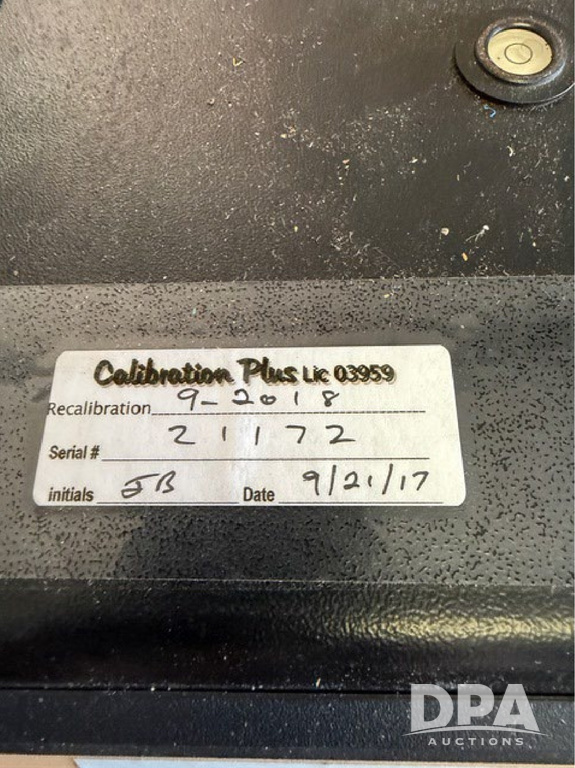 Calibration Plus Lic 03959
Recalibration 9-2018
Serial # 21172
initials JB Date 9/21/17
DPA
AUCTIONS